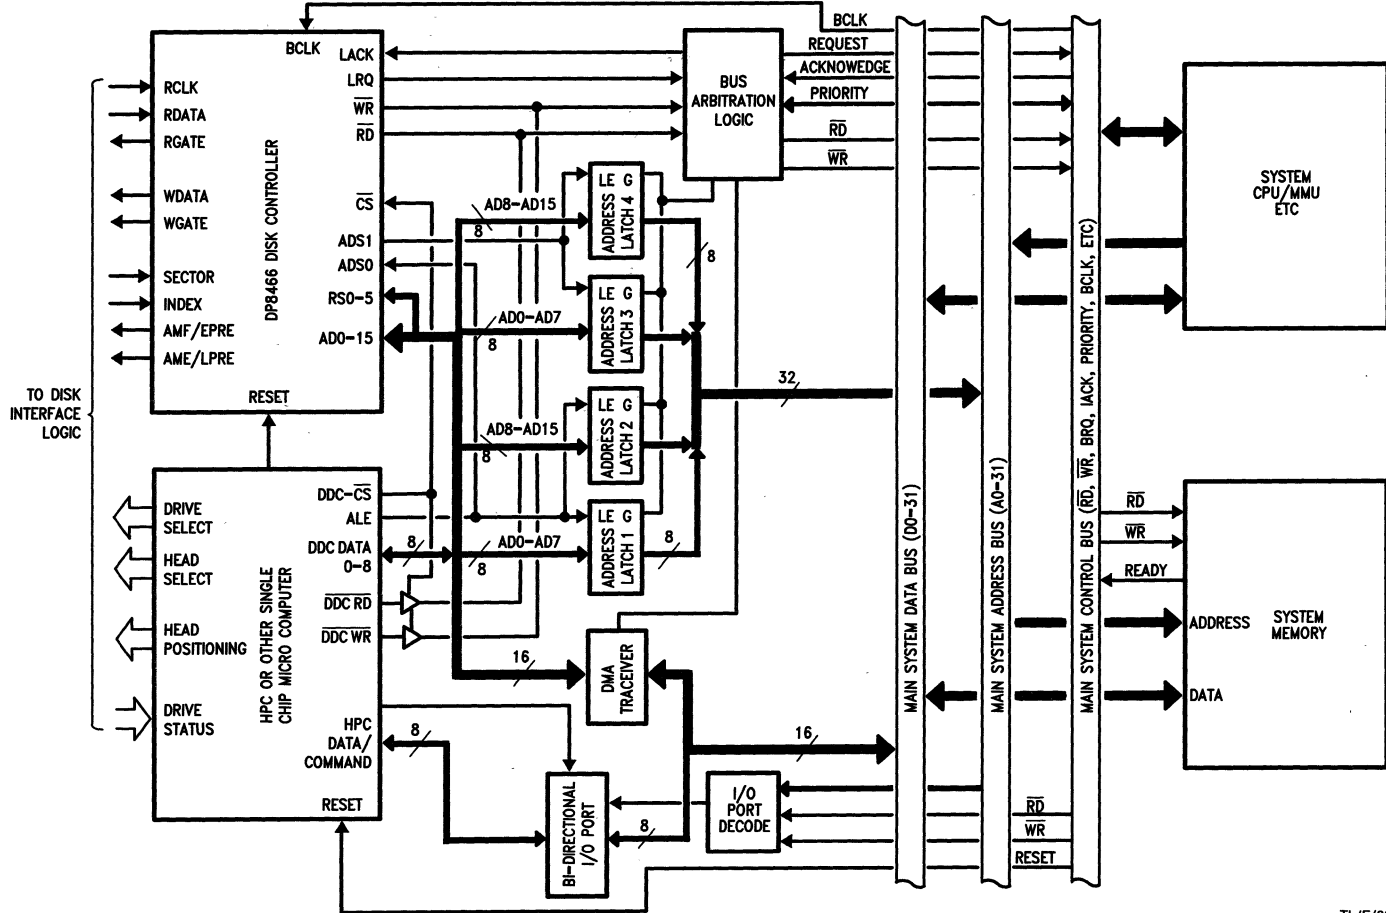 BCLK
BCLK
LACK
LRQ
WR
RD
CS
ADS1
ADS0
RS0-5
AD0-15
RCLK
RDATA
RGATE
WDATA
WGATE
SECTOR
INDEX
AMF/EPRE
AME/LPRE
DP8466 DISK CONTROLLER
RESET
TO DISK
INTERFACE
LOGIC
BUS
ARBITRATION
LOGIC
REQUEST
ACKNOWEDGE
PRIORITY
RD
WR
AD8-AD15
8
LE G
ADDRESS
LATCH 4
8
AD0-AD7
8
LE G
ADDRESS
LATCH 3
AD8-AD15
8
LE G
ADDRESS
LATCH 2
AD0-AD7
8
LE G
ADDRESS
LATCH 1
8
32
DRIVE
SELECT
HEAD
SELECT
HEAD
POSITIONING
DRIVE
STATUS
HPC OR OTHER SINGLE
CHIP MICRO COMPUTER
DDC-CS
ALE
DDC DATA
0-8
8
DDC RD
DDC WR
HPC
DATA/
COMMAND
8
RESET
16
DMA
TRACEIVER
16
BI-DIRECTIONAL
I/O PORT
8
I/O
PORT
DECODE
RD
WR
RESET
MAIN SYSTEM DATA BUS (D0-31)
MAIN SYSTEM ADDRESS BUS (A0-31)
MAIN SYSTEM CONTROL BUS (RD, WR, BRQ, IACK, PRIORITY, BCLK, ETC)
SYSTEM
CPU/MMU
ETC
RD
WR
READY
ADDRESS
DATA
SYSTEM
MEMORY